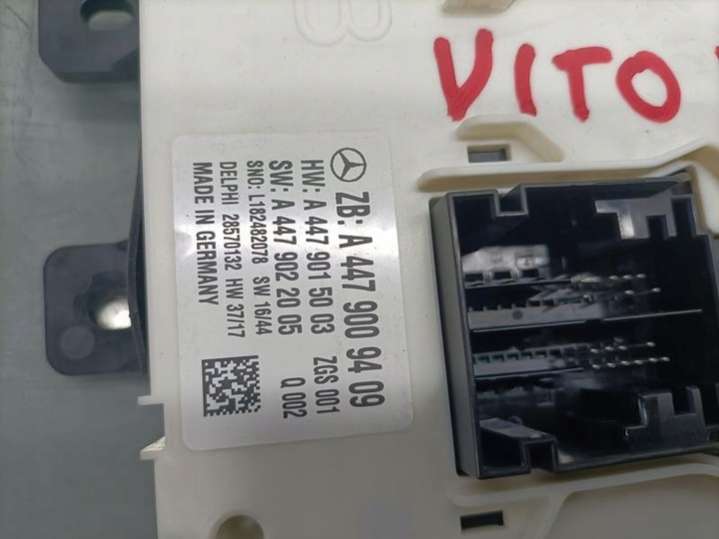 VITO
ZB: A 447 900 94 09
HW: A 447 901 50 03 ZGS 001
SW: A 447 902 20 05 Q 002
SNO: L182482078 SW 16/44
DELPHI 28570132 HW 37/17
MADE IN GERMANY